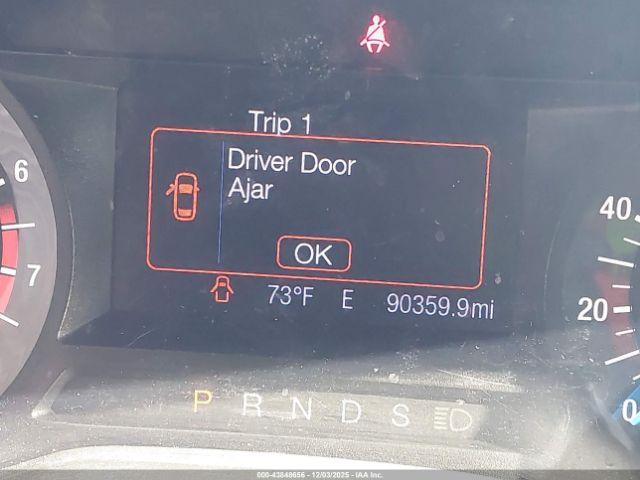 Trip 1
Driver Door
Ajar
OK
73°F E 90359.9mi
P R N D S
6
7
40
20
0
000-43848656 - 12/03/2025 - IAA Inc.